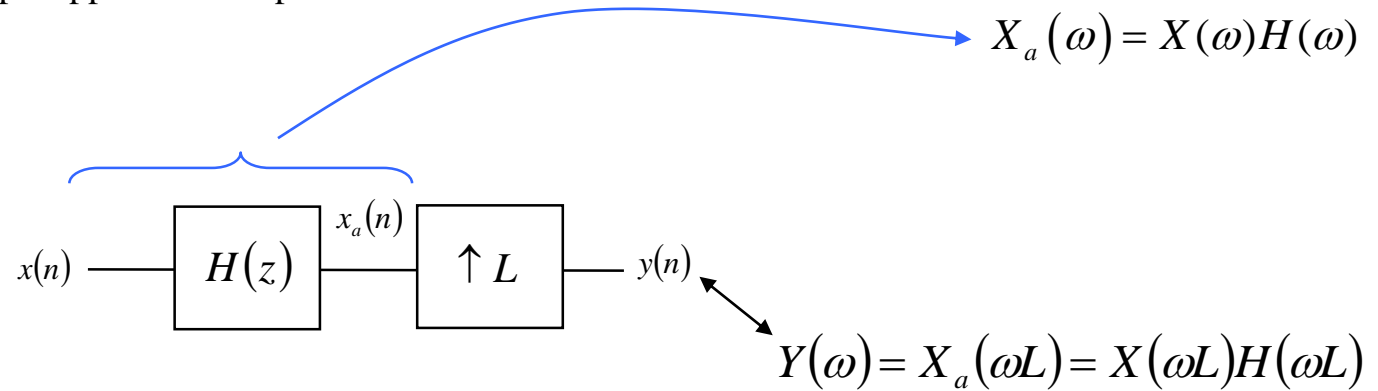 X_a(ω) = X(ω)H(ω)
x(n) H(z) x_a(n) ↑ L y(n)
Y(ω) = X_a(ωL) = X(ωL)H(ωL)